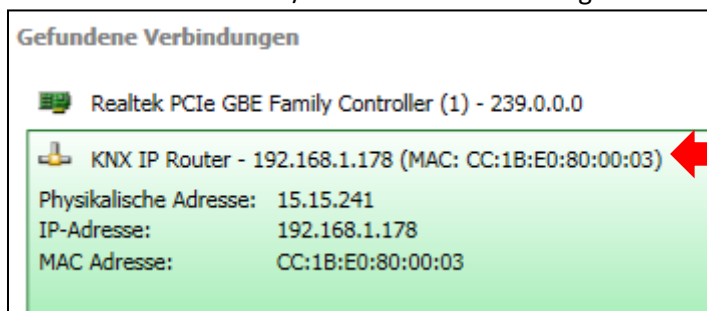 Gefundene Verbindungen
Realtek PCIe GBE Family Controller (1) - 239.0.0.0
KNX IP Router - 192.168.1.178 (MAC: CC:1B:E0:80:00:03)
Physikalische Adresse: 15.15.241
IP-Adresse: 192.168.1.178
MAC Adresse: CC:1B:E0:80:00:03